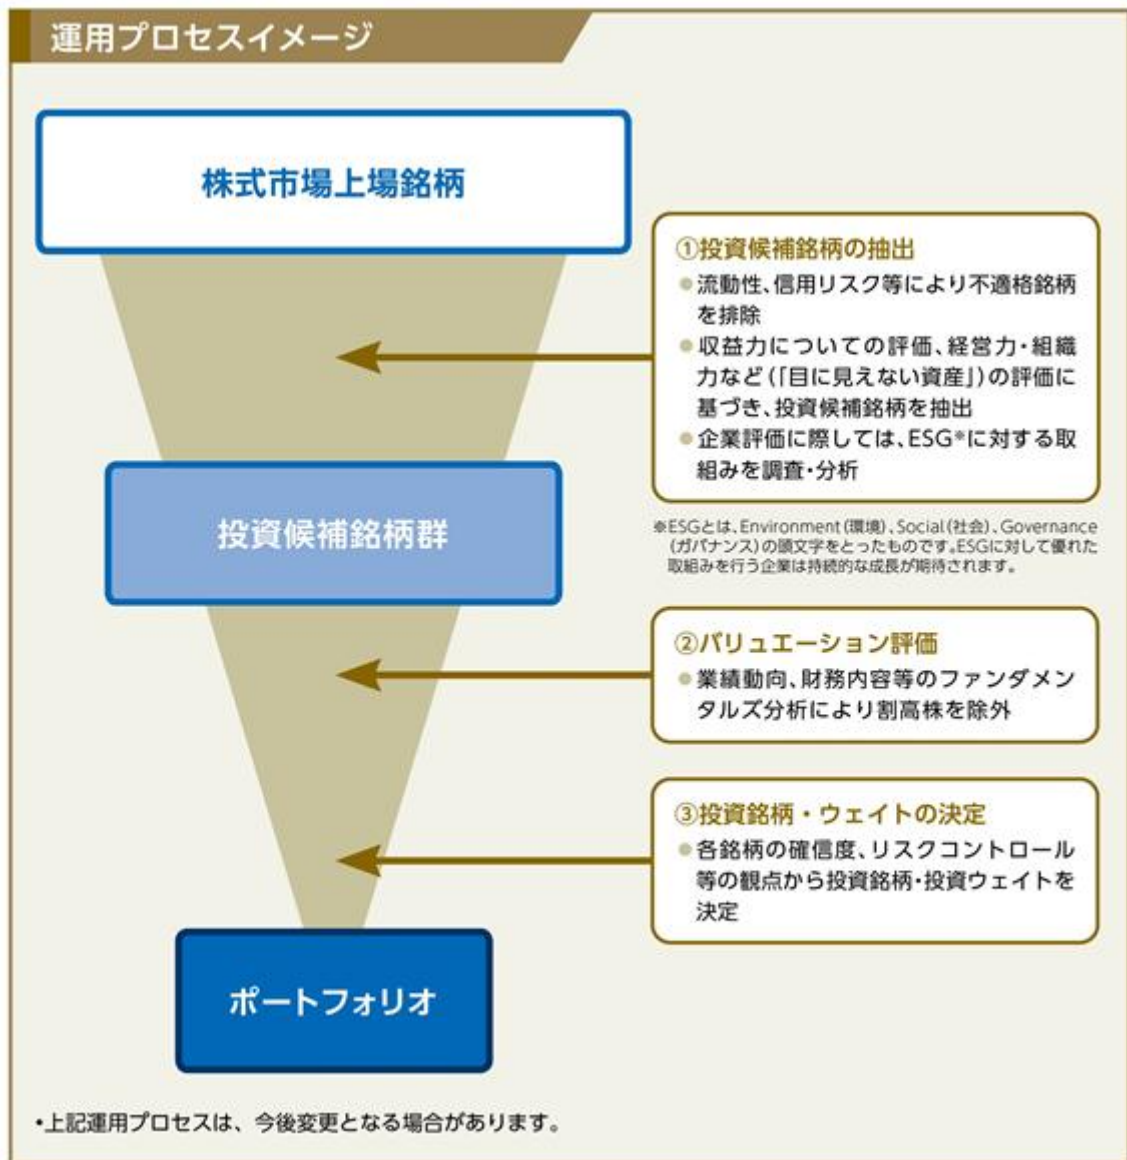 運用プロセスイメージ
株式市場上場銘柄
①投資候補銘柄の抽出
●流動性、信用リスク等により不適格銘柄
を排除
●収益力についての評価、経営力・組織
力など(「目に見えない資産」)の評価に
基づき、投資候補銘柄を抽出
●企業評価に際しては、ESG※に対する取
組みを調査・分析
投資候補銘柄群
※ESGとは、Environment(環境)、Social(社会)、Governance
(ガバナンス)の頭文字をとったものです。ESGに対して優れた
取組みを行う企業は持続的な成長が期待されます。
②バリュエーション評価
●業績動向、財務内容等のファンダメン
タルズ分析により割高株を除外
③投資銘柄・ウェイトの決定
●各銘柄の確信度、リスクコントロール
等の観点から投資銘柄・投資ウェイトを
決定
ポートフォリオ
•上記運用プロセスは、今後変更となる場合があります。